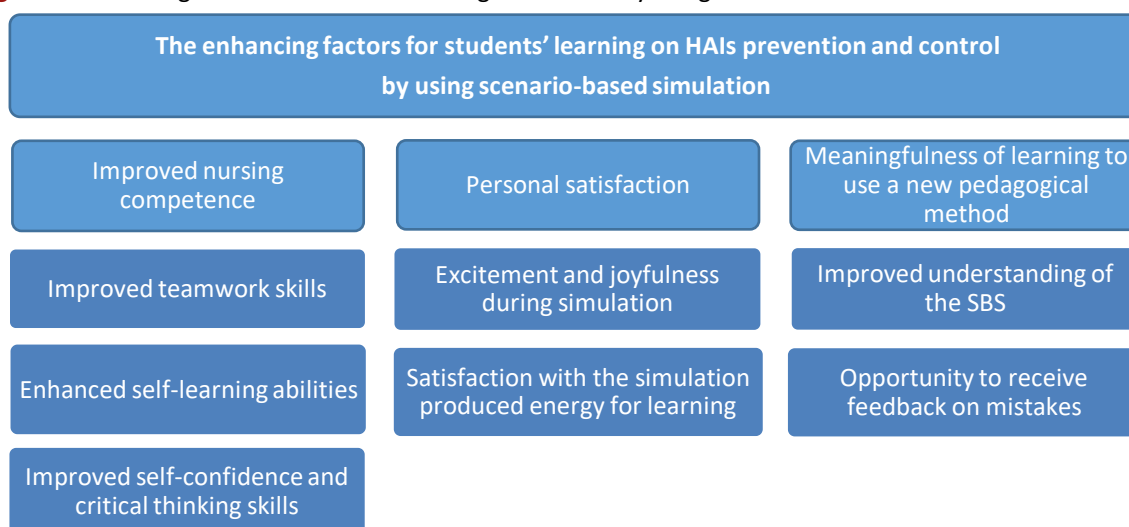 The enhancing factors for students’ learning on HAIs prevention and control
by using scenario-based simulation
Improved nursing
competence
Personal satisfaction
Meaningfulness of learning to
use a new pedagogical
method
Improved teamwork skills
Excitement and joyfulness
during simulation
Improved understanding of
the SBS
Enhanced self-learning abilities
Satisfaction with the simulation
produced energy for learning
Opportunity to receive
feedback on mistakes
Improved self-confidence and
critical thinking skills